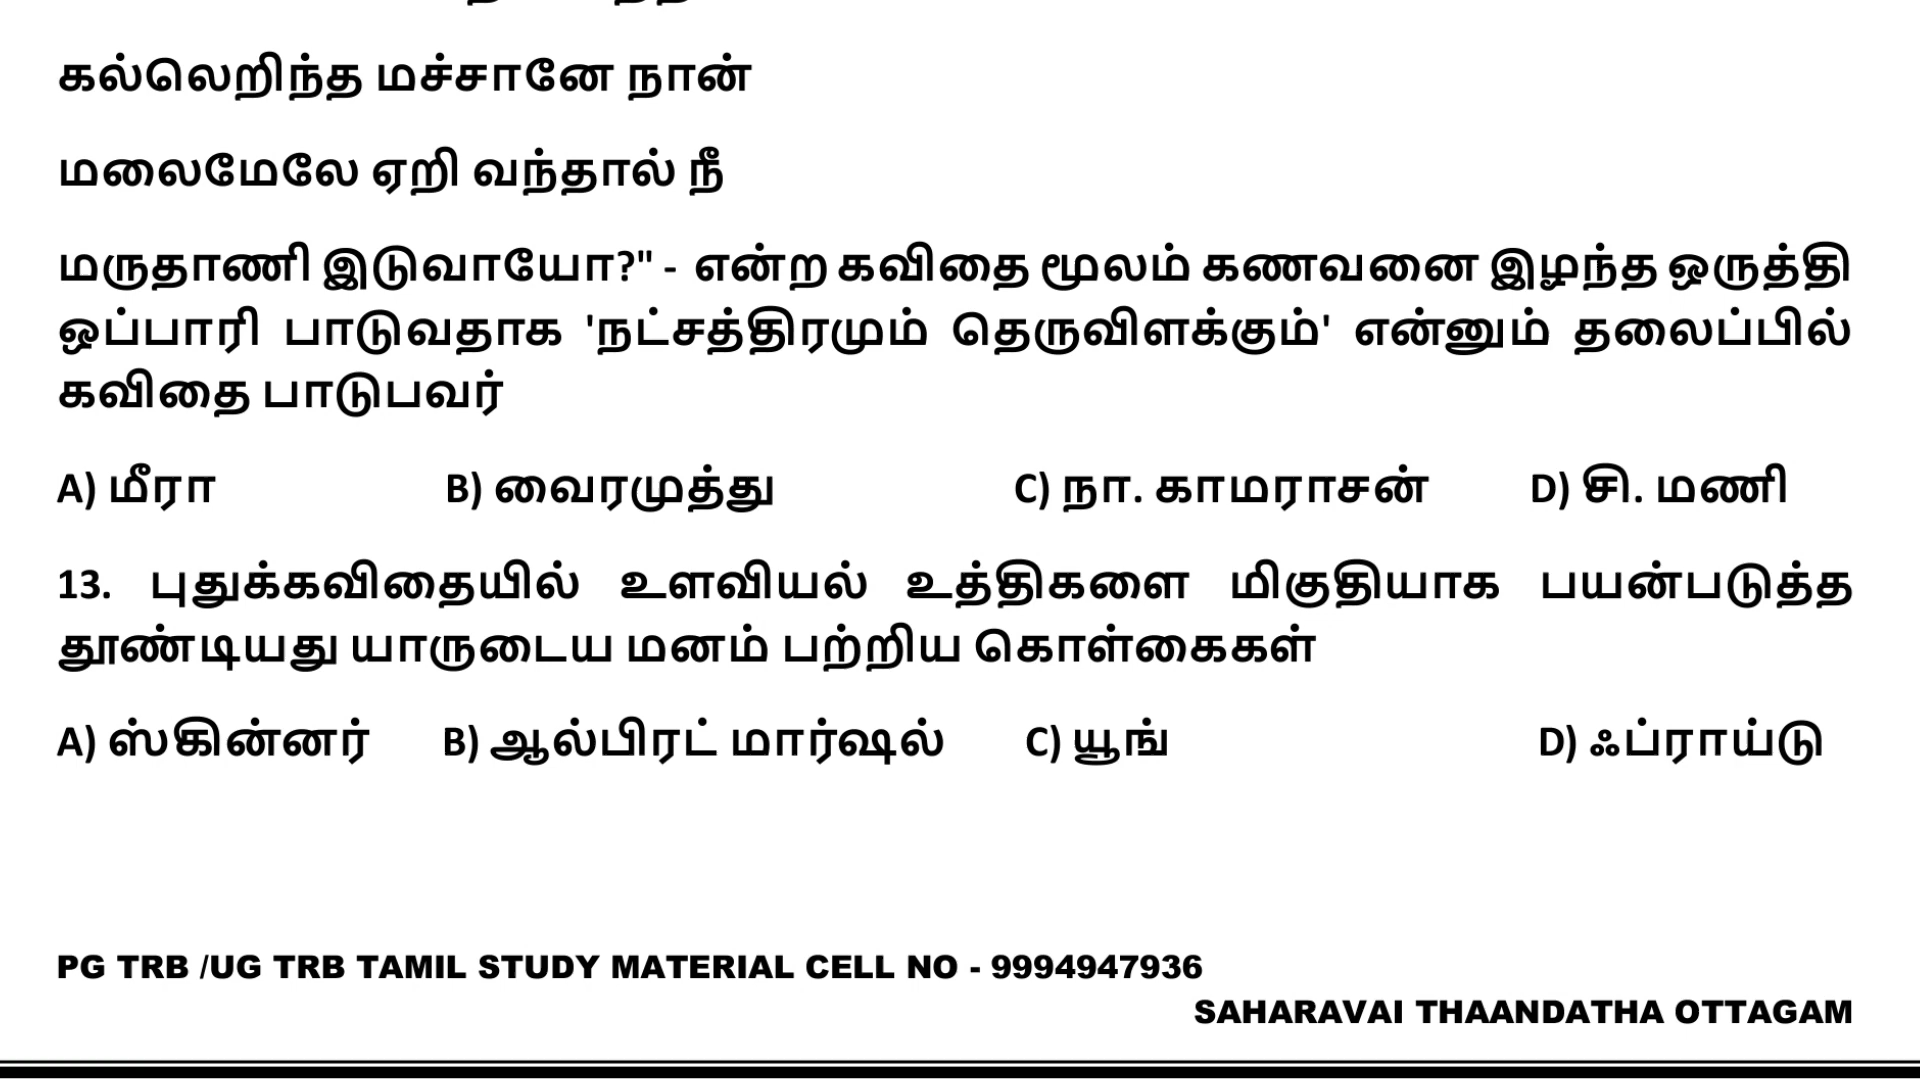 கல்லெறிந்த மச்சானே நான்
மலைமேலே ஏறி வந்தால் நீ
மருதாணி இடுவாயோ?" - என்ற கவிதை மூலம் கணவனை இழந்த ஒருத்தி
ஒப்பாரி பாடுவதாக 'நட்சத்திரமும் தெருவிளக்கும்' என்னும் தலைப்பில்
கவிதை பாடுபவர்
A) மீரா B) வைரமுத்து C) நா. காமராசன் D) சி. மணி
13. புதுக்கவிதையில் உளவியல் உத்திகளை மிகுதியாக பயன்படுத்த
தூண்டியது யாருடைய மனம் பற்றிய கொள்கைகள்
A) ஸ்கின்னர் B) ஆல்பிரட் மார்ஷல் C) யூங் D) ஃப்ராய்டு
PG TRB /UG TRB TAMIL STUDY MATERIAL CELL NO - 9994947936
SAHARAVAI THAANDATHA OTTAGAM